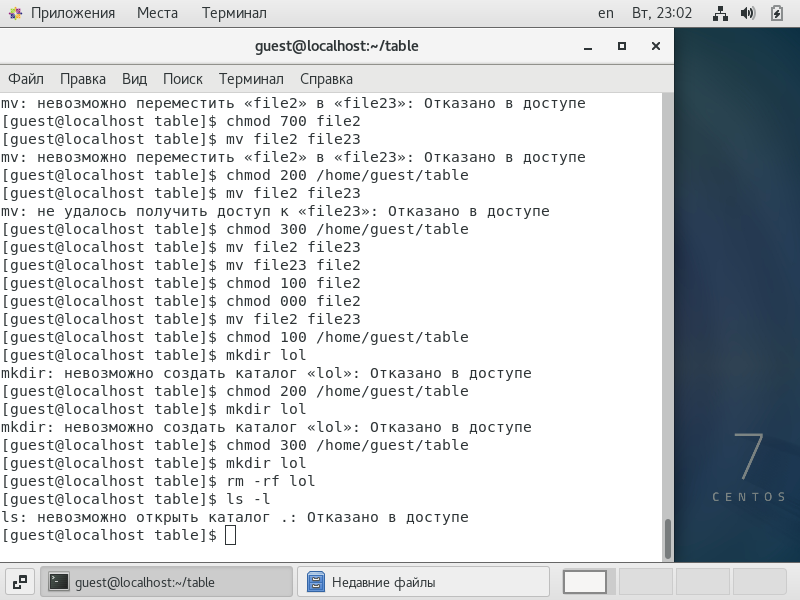 Приложения Места Терминал en Вт, 23:02
guest@localhost:~/table
Файл Правка Вид Поиск Терминал Справка
mv: невозможно переместить «file2» в «file23»: Отказано в доступе
[guest@localhost table]$ chmod 700 file2
[guest@localhost table]$ mv file2 file23
mv: невозможно переместить «file2» в «file23»: Отказано в доступе
[guest@localhost table]$ chmod 200 /home/guest/table
[guest@localhost table]$ mv file2 file23
mv: не удалось получить доступ к «file23»: Отказано в доступе
[guest@localhost table]$ chmod 300 /home/guest/table
[guest@localhost table]$ mv file2 file23
[guest@localhost table]$ mv file23 file2
[guest@localhost table]$ chmod 100 file2
[guest@localhost table]$ chmod 000 file2
[guest@localhost table]$ mv file2 file23
[guest@localhost table]$ chmod 100 /home/guest/table
[guest@localhost table]$ mkdir lol
mkdir: невозможно создать каталог «lol»: Отказано в доступе
[guest@localhost table]$ chmod 200 /home/guest/table
[guest@localhost table]$ mkdir lol
mkdir: невозможно создать каталог «lol»: Отказано в доступе
[guest@localhost table]$ chmod 300 /home/guest/table
[guest@localhost table]$ mkdir lol
[guest@localhost table]$ rm -rf lol
[guest@localhost table]$ ls -l
ls: невозможно открыть каталог .: Отказано в доступе
[guest@localhost table]$
7
CENTOS
guest@localhost:~/table Недавние файлы